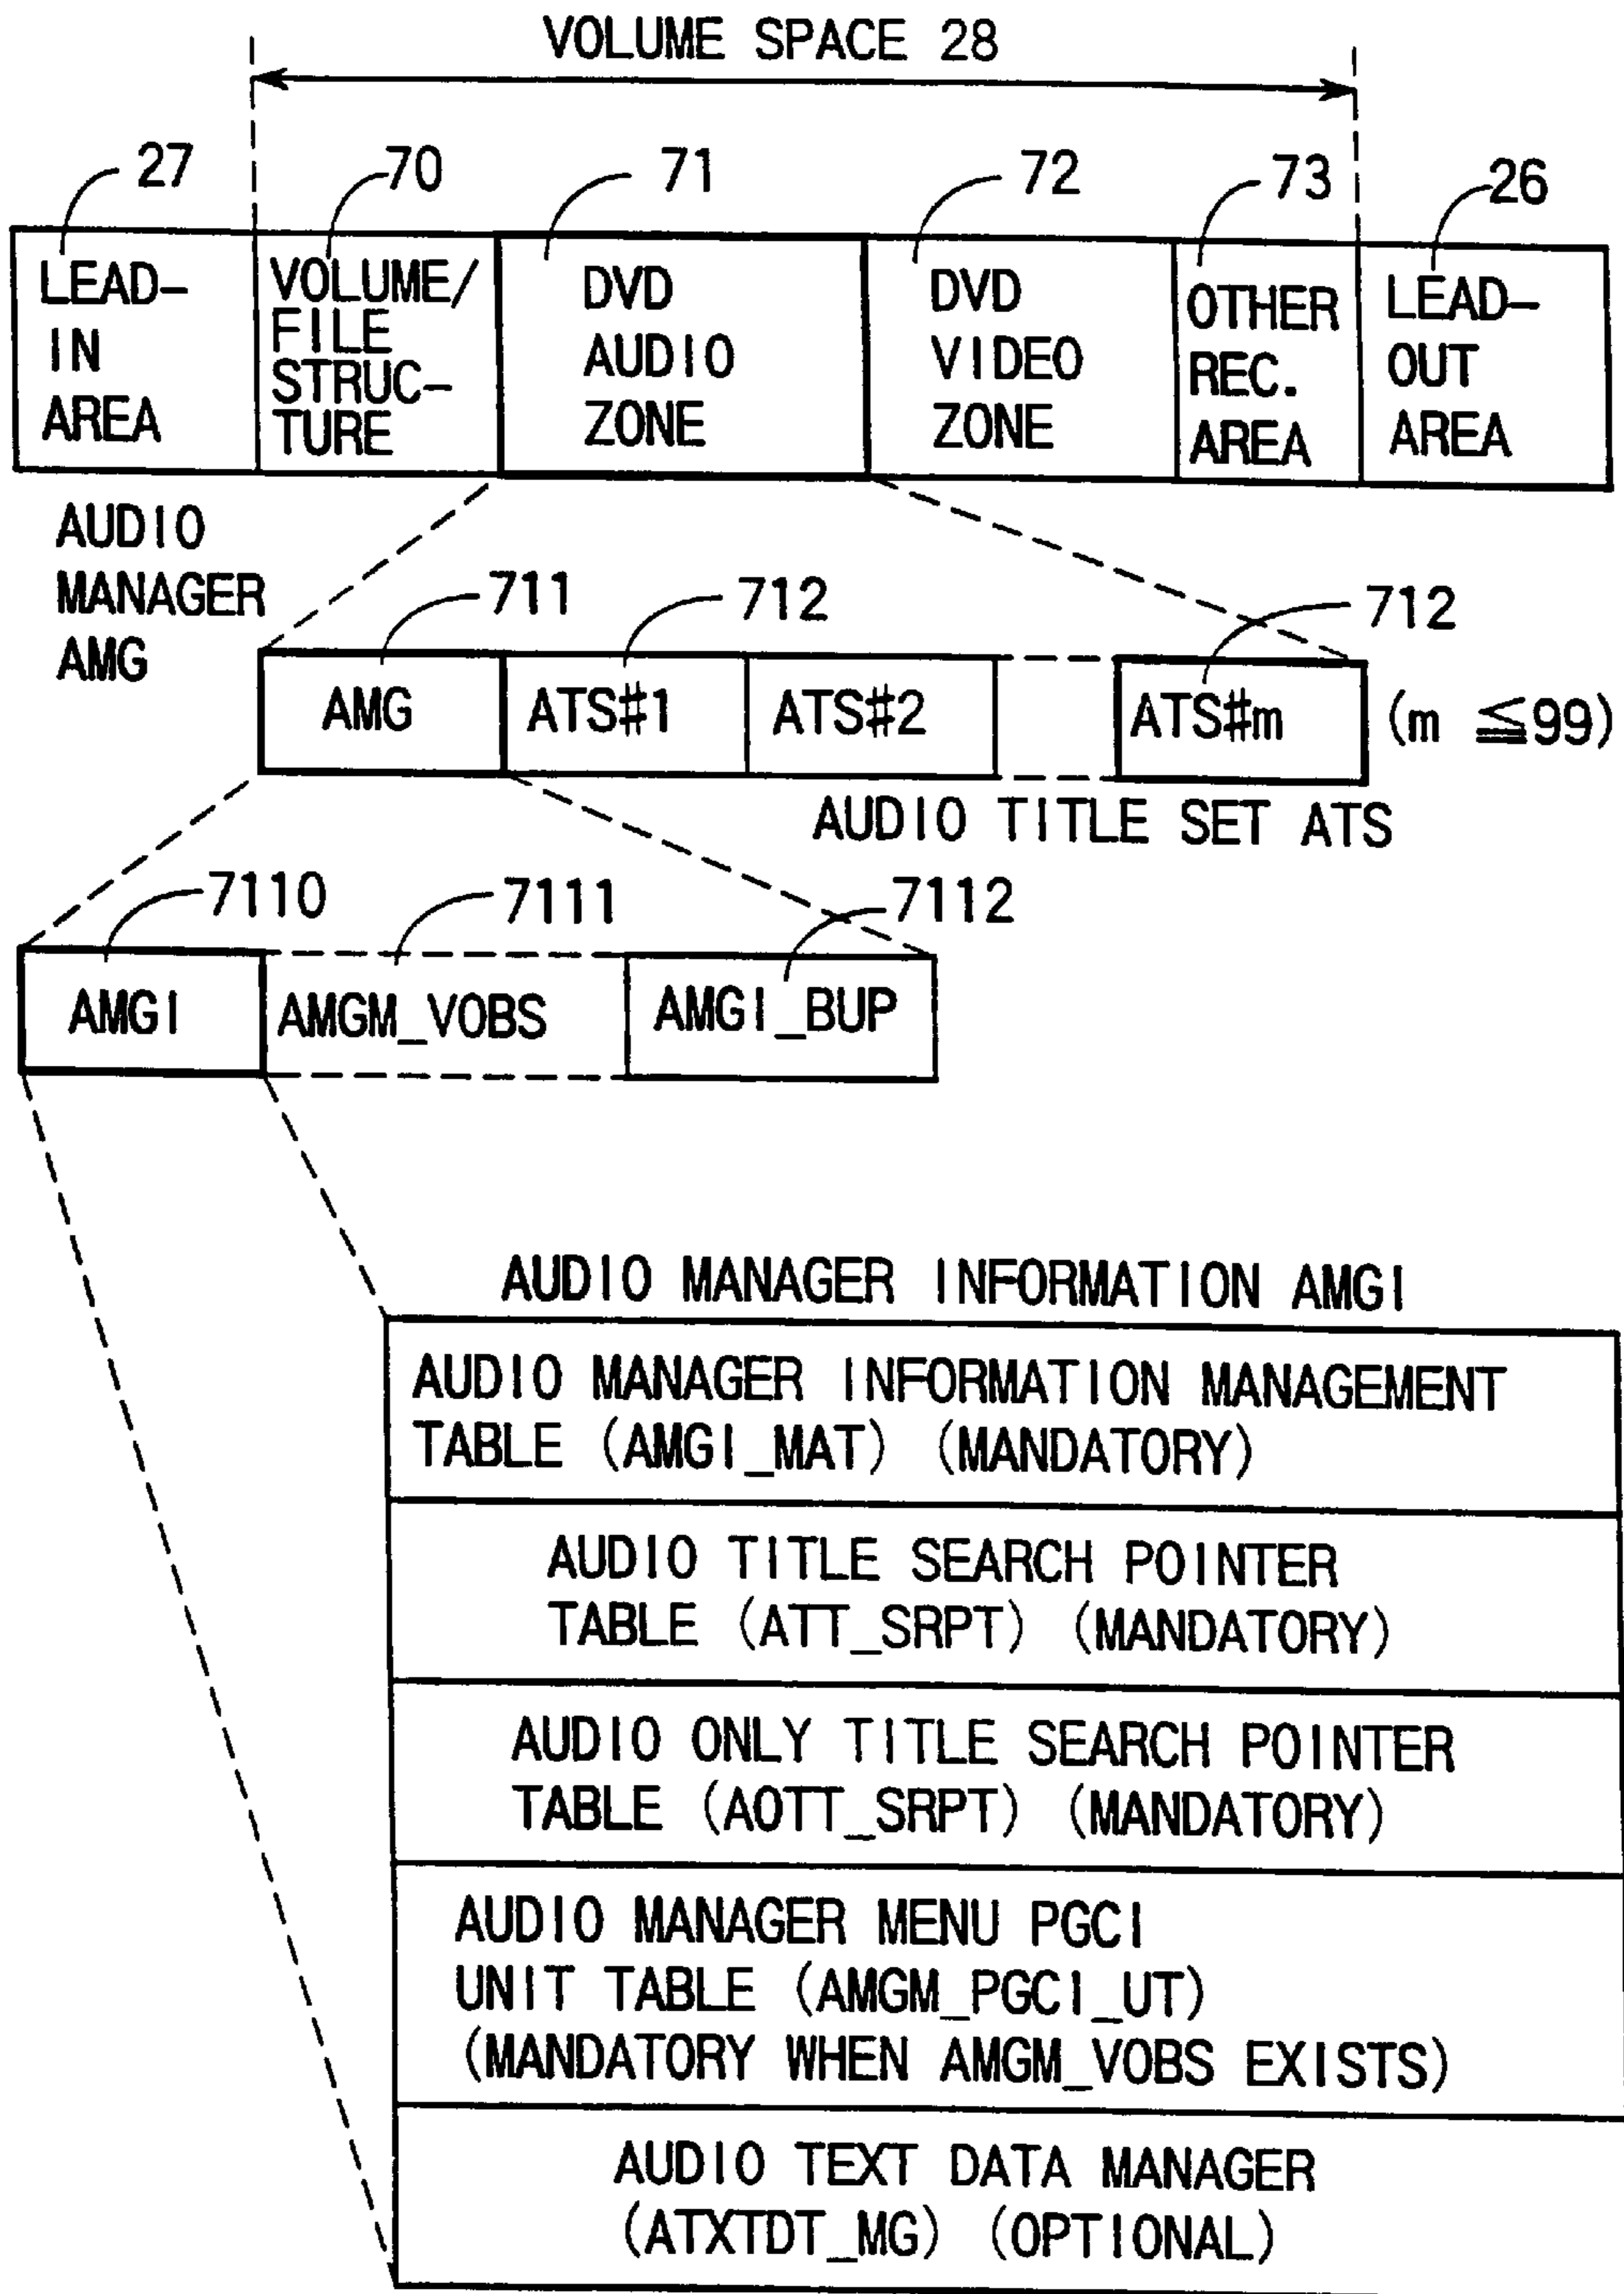 VOLUME SPACE 28
27
70
71
72
73
26
LEAD-
IN
AREA
VOLUME/
FILE
STRUC-
TURE
DVD
AUDIO
ZONE
DVD
VIDEO
ZONE
OTHER
REC.
AREA
LEAD-
OUT
AREA
AUDIO
MANAGER
AMG
711
712
712
AMG
ATS#1
ATS#2
ATS#m
(m ≦99)
AUDIO TITLE SET ATS
7110
7111
7112
AMGI
AMGM_VOBS
AMGI_BUP
AUDIO MANAGER INFORMATION AMGI
AUDIO MANAGER INFORMATION MANAGEMENT
TABLE (AMGI_MAT) (MANDATORY)
AUDIO TITLE SEARCH POINTER
TABLE (ATT_SRPT) (MANDATORY)
AUDIO ONLY TITLE SEARCH POINTER
TABLE (AOTT_SRPT) (MANDATORY)
AUDIO MANAGER MENU PGCI
UNIT TABLE (AMGM_PGCI_UT)
(MANDATORY WHEN AMGM_VOBS EXISTS)
AUDIO TEXT DATA MANAGER
(ATXTDT_MG) (OPTIONAL)